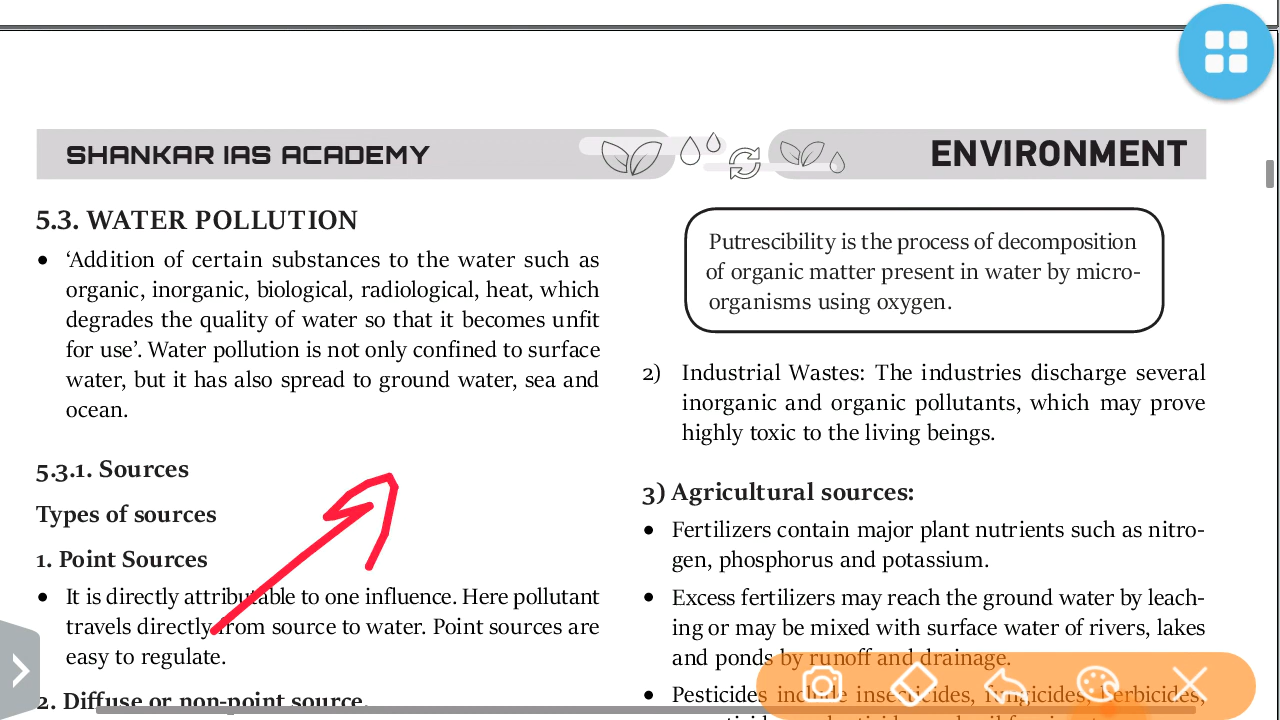 SHANKAR IAS ACADEMY
ENVIRONMENT
5.3. WATER POLLUTION
• ‘Addition of certain substances to the water such as
organic, inorganic, biological, radiological, heat, which
degrades the quality of water so that it becomes unfit
for use’. Water pollution is not only confined to surface
water, but it has also spread to ground water, sea and
ocean.
5.3.1. Sources
Types of sources
1. Point Sources
• It is directly attributable to one influence. Here pollutant
travels directly from source to water. Point sources are
easy to regulate.
2. Diffuse or non-point source.
Putrescibility is the process of decomposition
of organic matter present in water by micro-
organisms using oxygen.
2) Industrial Wastes: The industries discharge several
inorganic and organic pollutants, which may prove
highly toxic to the living beings.
3) Agricultural sources:
• Fertilizers contain major plant nutrients such as nitro-
gen, phosphorus and potassium.
• Excess fertilizers may reach the ground water by leach-
ing or may be mixed with surface water of rivers, lakes
and ponds by runoff and drainage.
• Pesticides include insecticides, fungicides, herbicides,